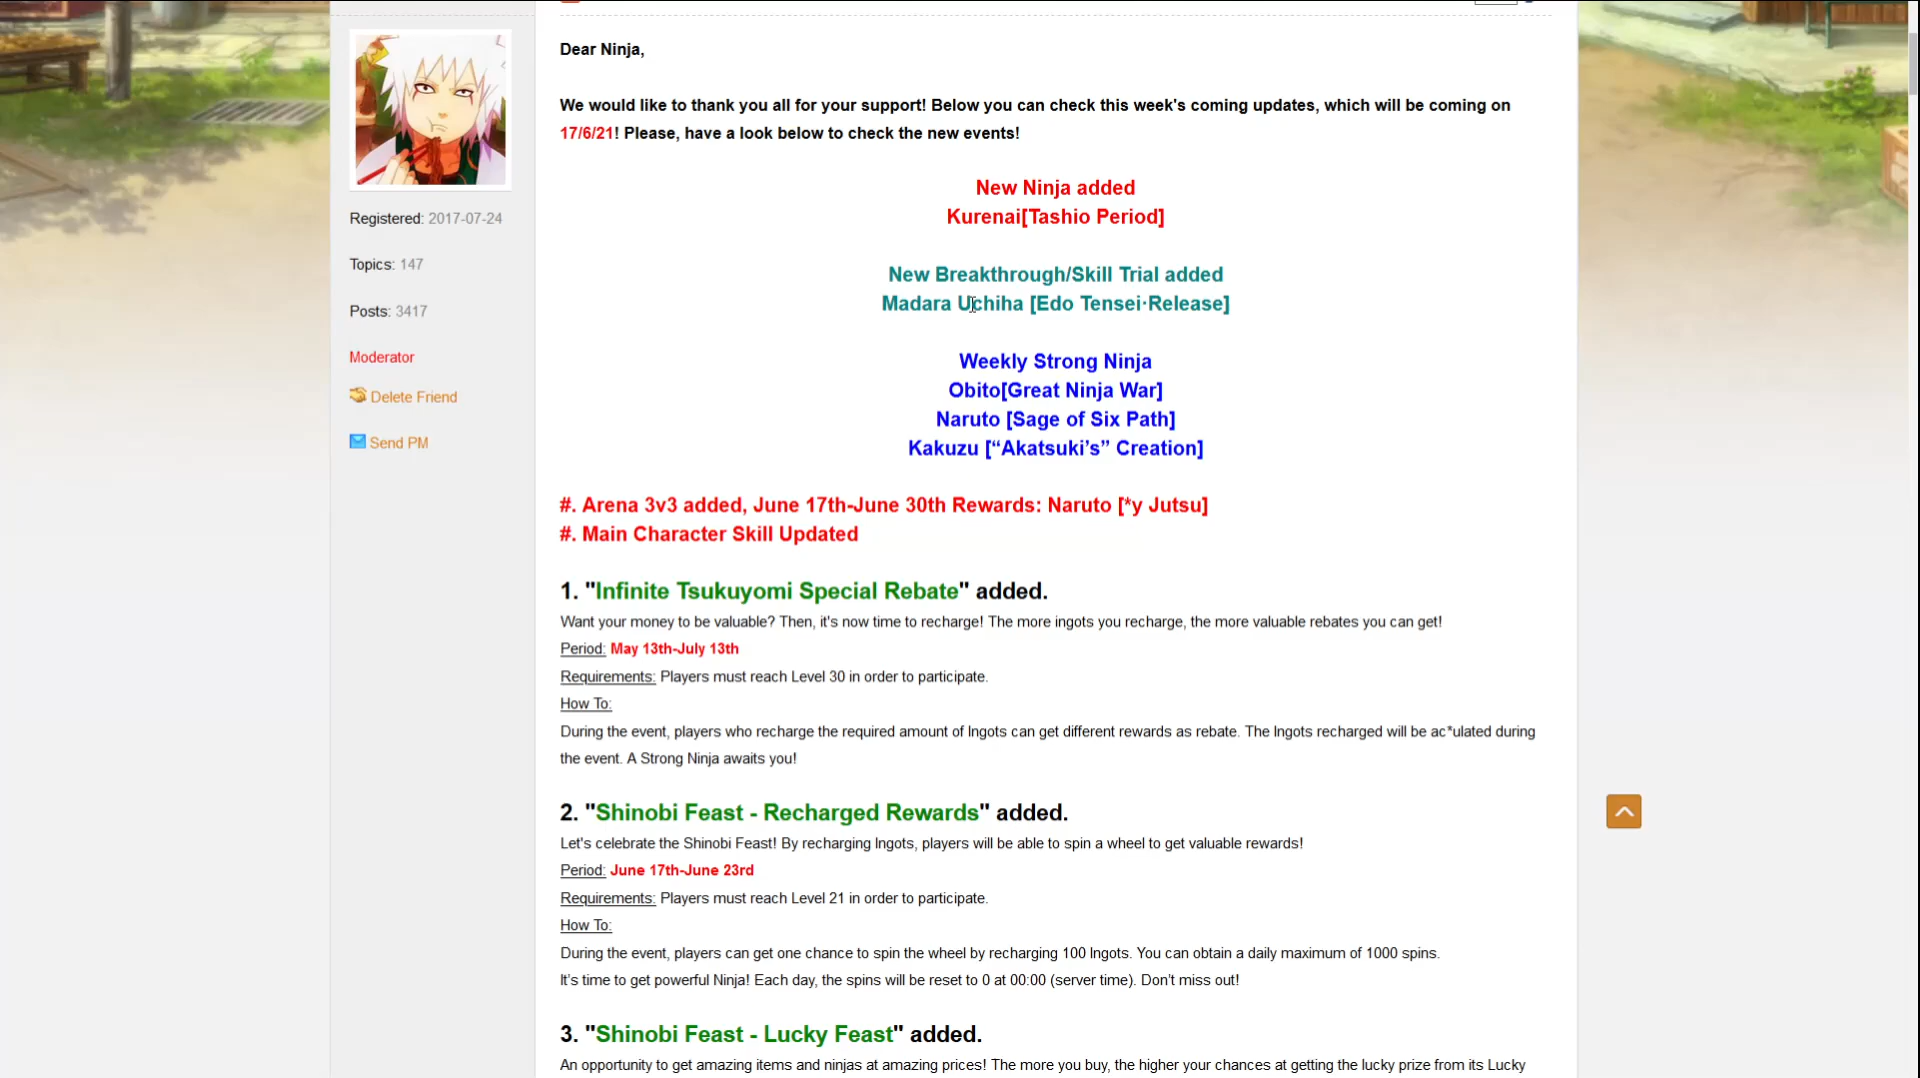 Dear Ninja,
We would like to thank you all for your support! Below you can check this week's coming updates, which will be coming on
17/6/21! Please, have a look below to check the new events!
New Ninja added
Kurenai[Tashio Period]
New Breakthrough/Skill Trial added
Madara Uchiha [Edo Tensei·Release]
Weekly Strong Ninja
Obito[Great Ninja War]
Naruto [Sage of Six Path]
Kakuzu [“Akatsuki’s” Creation]
Registered: 2017-07-24
Topics: 147
Posts: 3417
Moderator
Delete Friend
Send PM
#. Arena 3v3 added, June 17th-June 30th Rewards: Naruto [*y Jutsu]
#. Main Character Skill Updated
1. "Infinite Tsukuyomi Special Rebate" added.
Want your money to be valuable? Then, it's now time to recharge! The more ingots you recharge, the more valuable rebates you can get!
Period: May 13th-July 13th
Requirements: Players must reach Level 30 in order to participate.
How To:
During the event, players who recharge the required amount of Ingots can get different rewards as rebate. The Ingots recharged will be ac*ulated during
the event. A Strong Ninja awaits you!
2. "Shinobi Feast - Recharged Rewards" added.
Let's celebrate the Shinobi Feast! By recharging Ingots, players will be able to spin a wheel to get valuable rewards!
Period: June 17th-June 23rd
Requirements: Players must reach Level 21 in order to participate.
How To:
During the event, players can get one chance to spin the wheel by recharging 100 Ingots. You can obtain a daily maximum of 1000 spins.
It’s time to get powerful Ninja! Each day, the spins will be reset to 0 at 00:00 (server time). Don’t miss out!
3. "Shinobi Feast - Lucky Feast" added.
An opportunity to get amazing items and ninjas at amazing prices! The more you buy, the higher your chances at getting the lucky prize from its Lucky